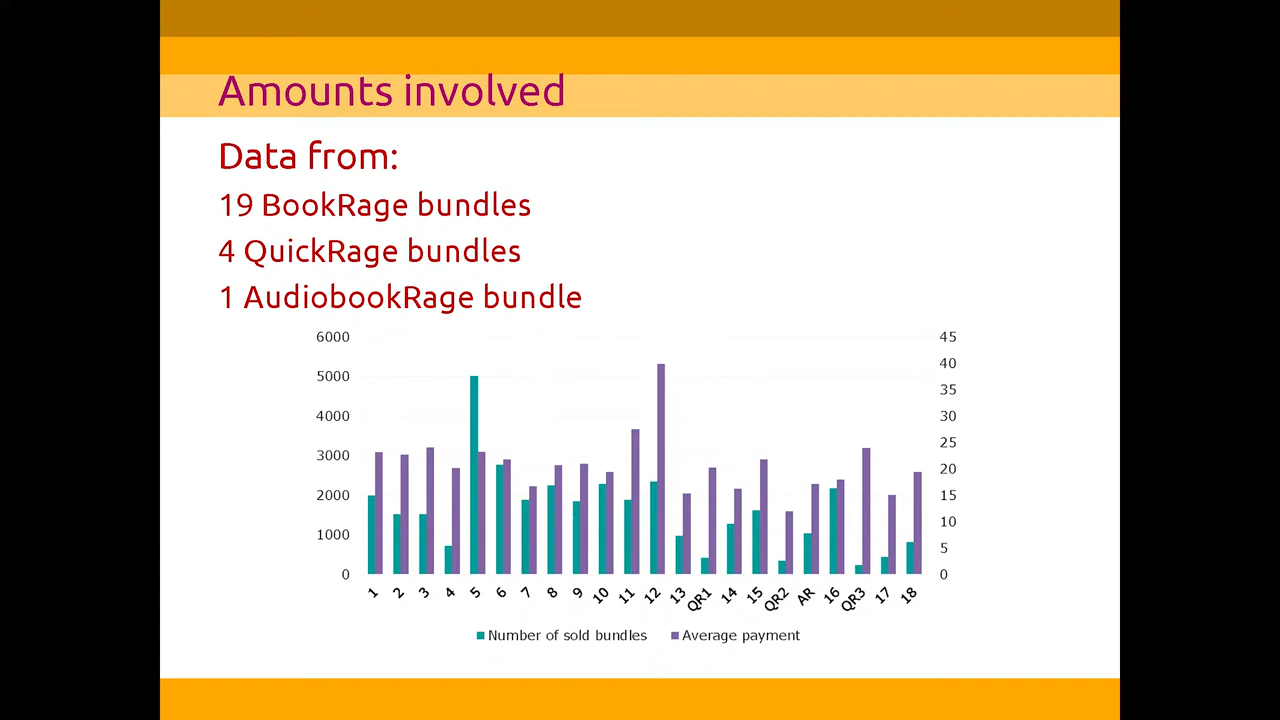 Amounts involved
Data from:
19 BookRage bundles
4 QuickRage bundles
1 AudiobookRage bundle
6000 45
40
5000 35
4000 30
25
3000 20
2000 15
10
1000 5
0 0
1 2 3 4 5 6 7 8 9 10 11 12 13 QR1 14 15 QR2 AR 16 QR3 17 18
Number of sold bundles Average payment